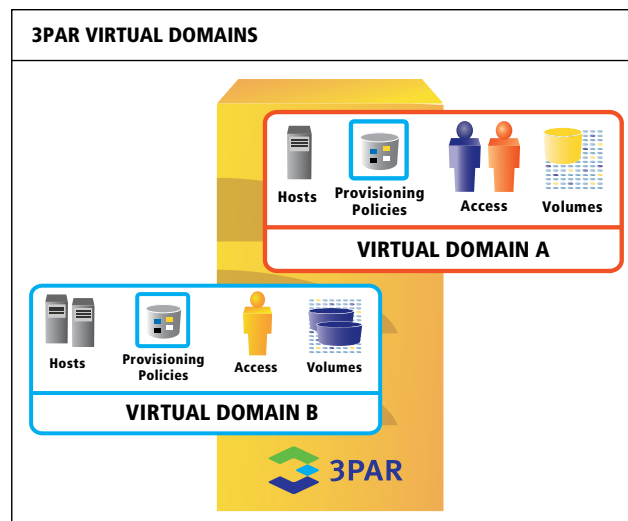 3PAR VIRTUAL DOMAINS
Hosts
Provisioning
Policies
Access
Volumes
VIRTUAL DOMAIN A
Hosts
Provisioning
Policies
Access
Volumes
VIRTUAL DOMAIN B
3PAR